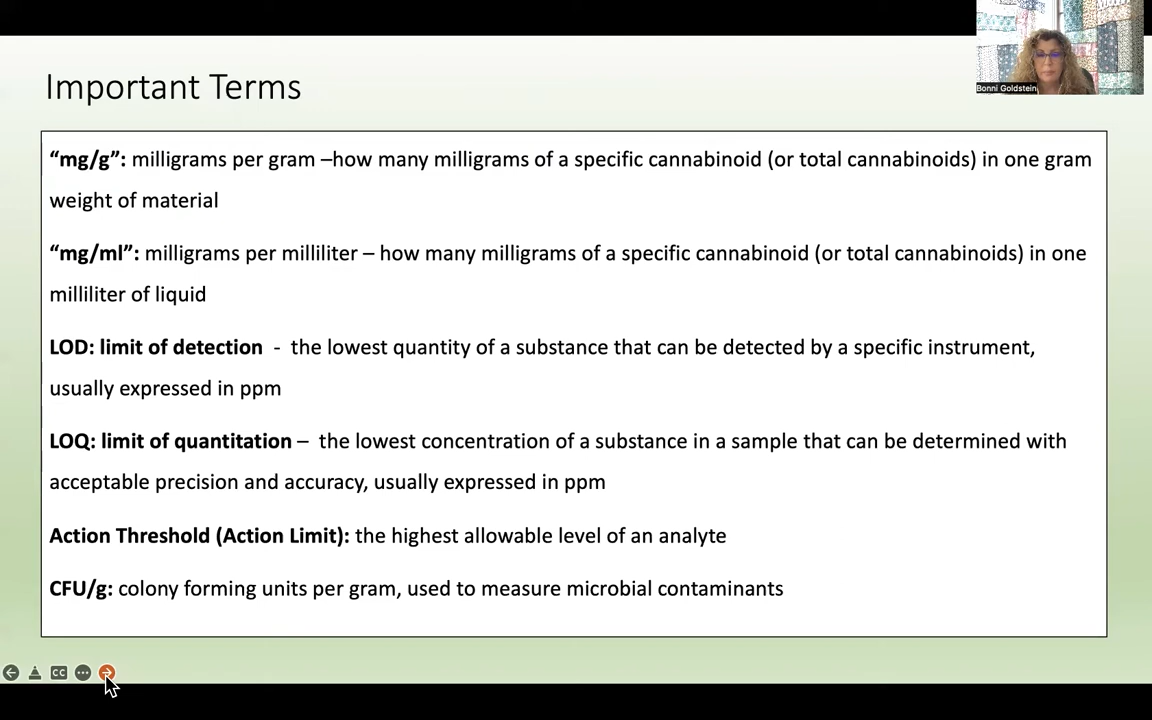 Important Terms
Bonni Goldstein
“mg/g”: milligrams per gram –how many milligrams of a specific cannabinoid (or total cannabinoids) in one gram
weight of material
“mg/ml”: milligrams per milliliter – how many milligrams of a specific cannabinoid (or total cannabinoids) in one
milliliter of liquid
LOD: limit of detection - the lowest quantity of a substance that can be detected by a specific instrument,
usually expressed in ppm
LOQ: limit of quantitation – the lowest concentration of a substance in a sample that can be determined with
acceptable precision and accuracy, usually expressed in ppm
Action Threshold (Action Limit): the highest allowable level of an analyte
CFU/g: colony forming units per gram, used to measure microbial contaminants
CC